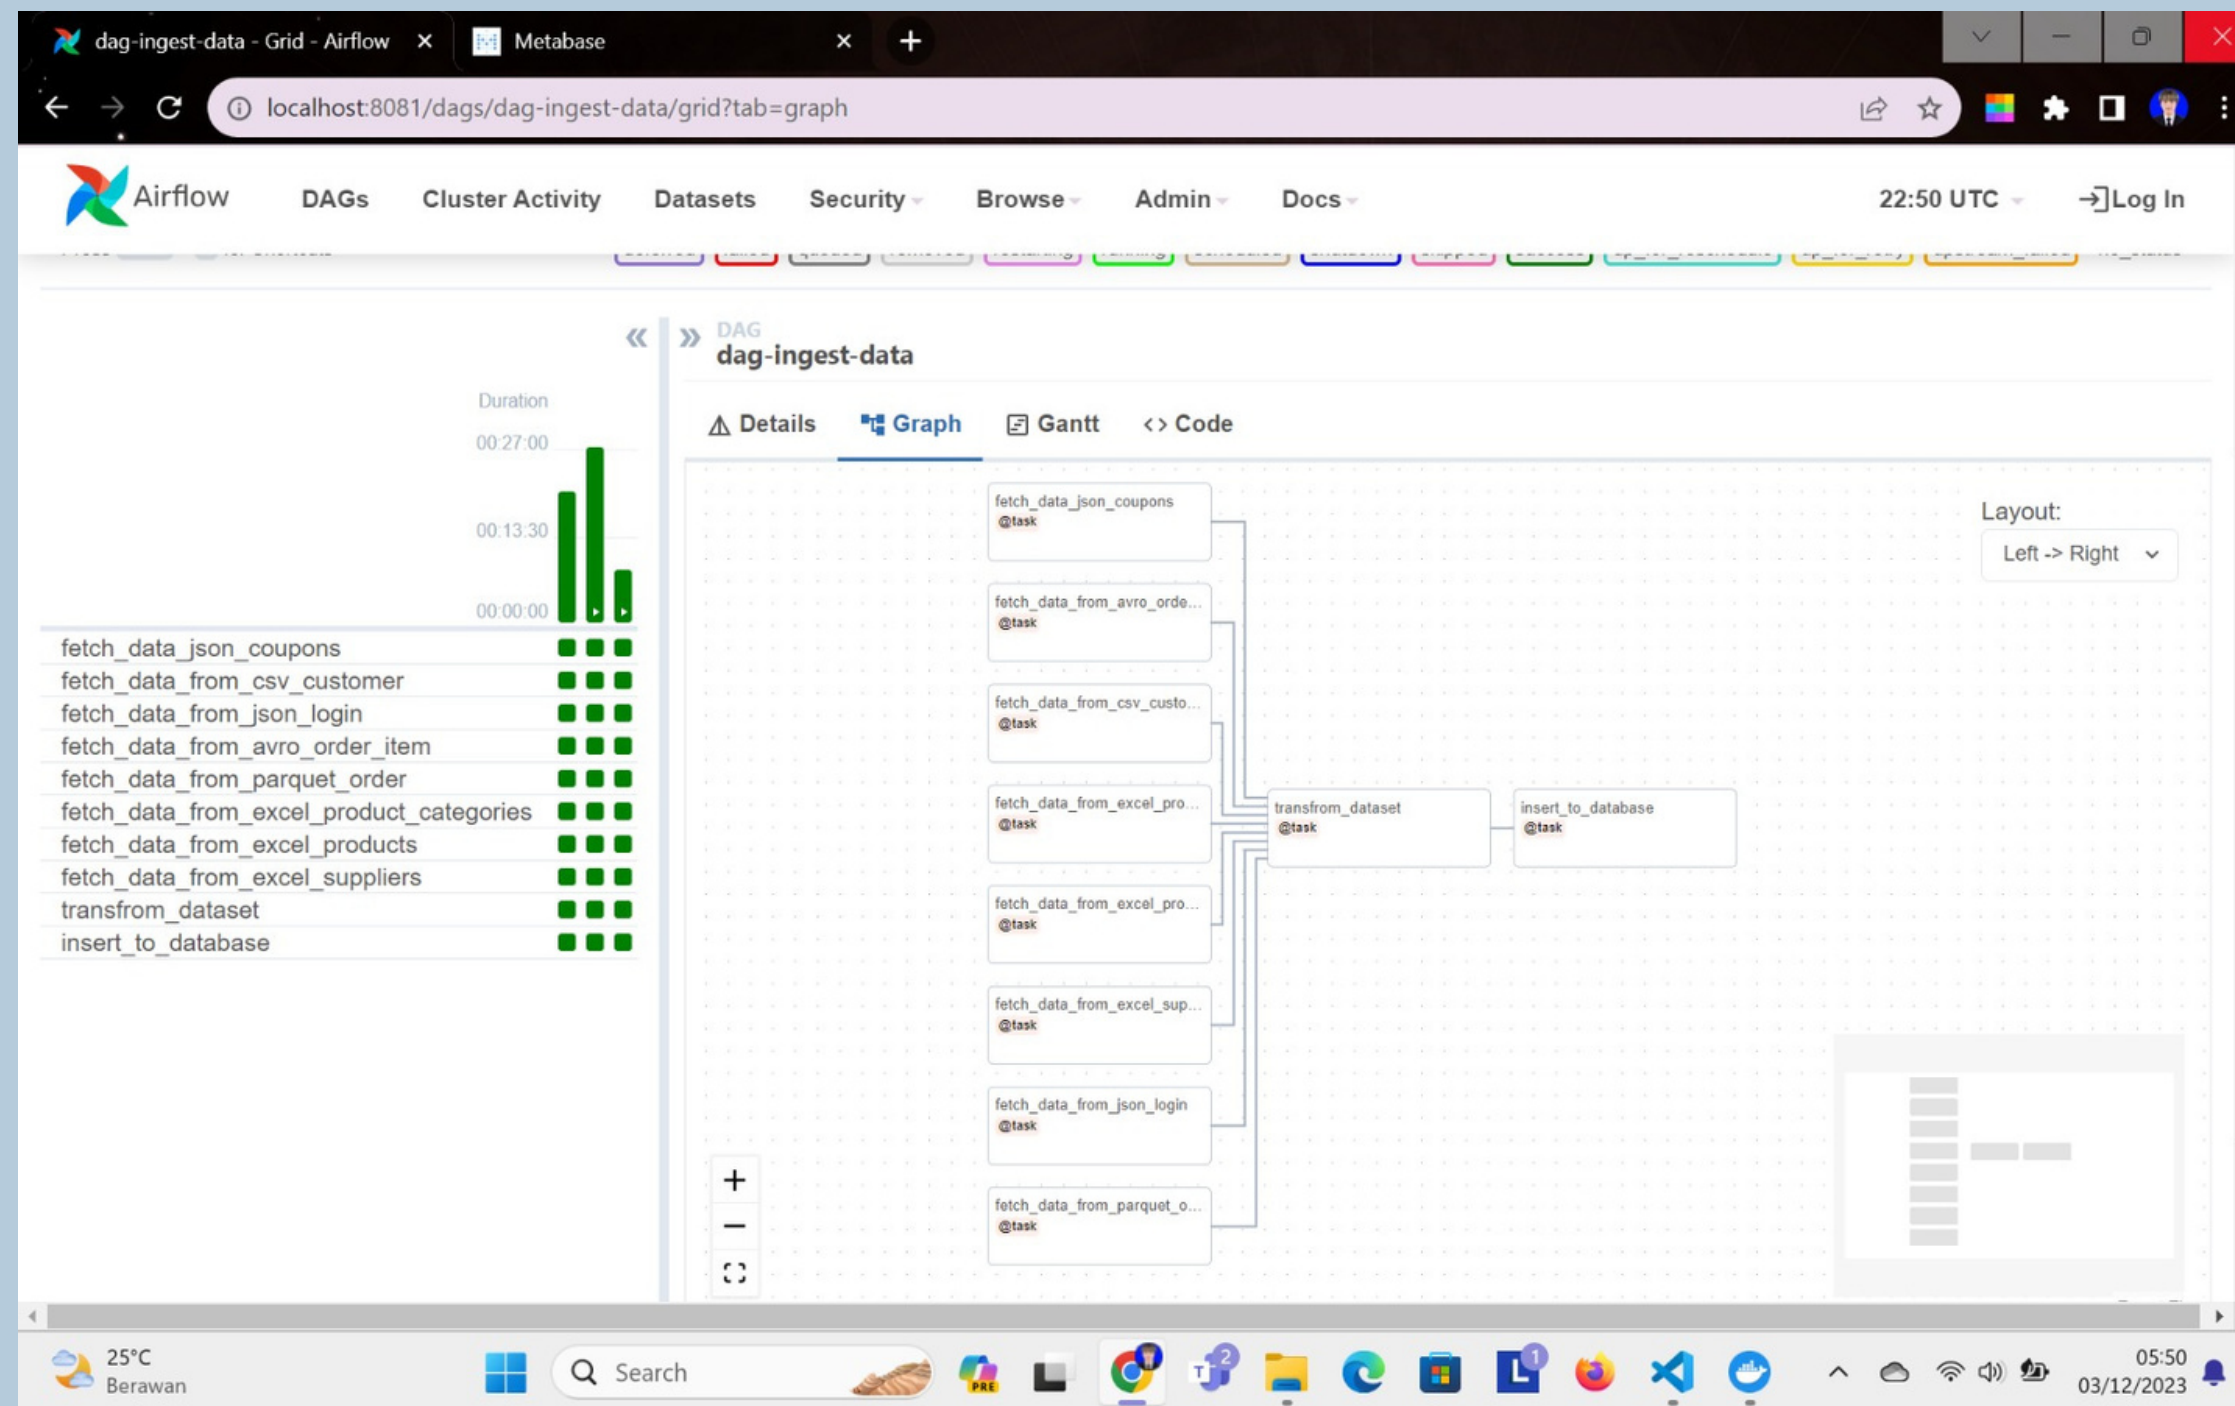 dag-ingest-data - Grid - Airflow
Metabase
localhost:8081/dags/dag-ingest-data/grid?tab=graph
Airflow DAGs Cluster Activity Datasets Security Browse Admin Docs 22:50 UTC Log In
DAG
dag-ingest-data
Duration
00:27:00
00:13:30
00:00:00
fetch_data_json_coupons
fetch_data_from_csv_customer
fetch_data_from_json_login
fetch_data_from_avro_order_item
fetch_data_from_parquet_order
fetch_data_from_excel_product_categories
fetch_data_from_excel_products
fetch_data_from_excel_suppliers
transfrom_dataset
insert_to_database
Details Graph Gantt <> Code
fetch_data_json_coupons
@task
fetch_data_from_avro_orde...
@task
fetch_data_from_csv_custo...
@task
fetch_data_from_excel_pro...
@task
fetch_data_from_excel_pro...
@task
fetch_data_from_excel_sup...
@task
fetch_data_from_json_login
@task
fetch_data_from_parquet_o...
@task
transfrom_dataset
@task
insert_to_database
@task
Layout:
Left -> Right
25°C
Berawan
Search
PRE
T
2
L
1
05:50
03/12/2023